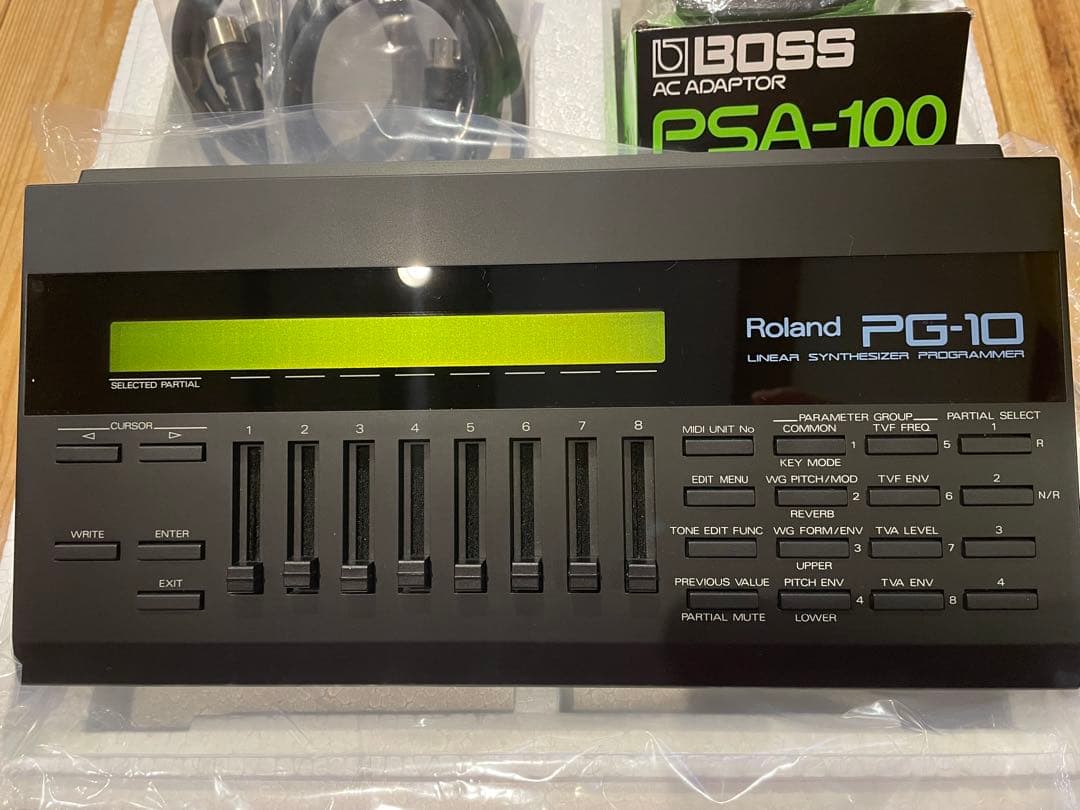 BOSS
AC ADAPTOR
PSA-100
Roland PG-10
LINEAR SYNTHESIZER PROGRAMMER
SELECTED PARTIAL
CURSOR
1 2 3 4 5 6 7 8
WRITE ENTER
EXIT
PARAMETER GROUP PARTIAL SELECT
MIDI UNIT No COMMON 1 TVF FREQ 5 1 R
KEY MODE
EDIT MENU WG PITCH/MOD 2 TVF ENV 6 2 N/R
REVERB
TONE EDIT FUNC WG FORM/ENV 3 TVA LEVEL 7 3
UPPER
PREVIOUS VALUE PITCH ENV 4 TVA ENV 8 4
PARTIAL MUTE LOWER